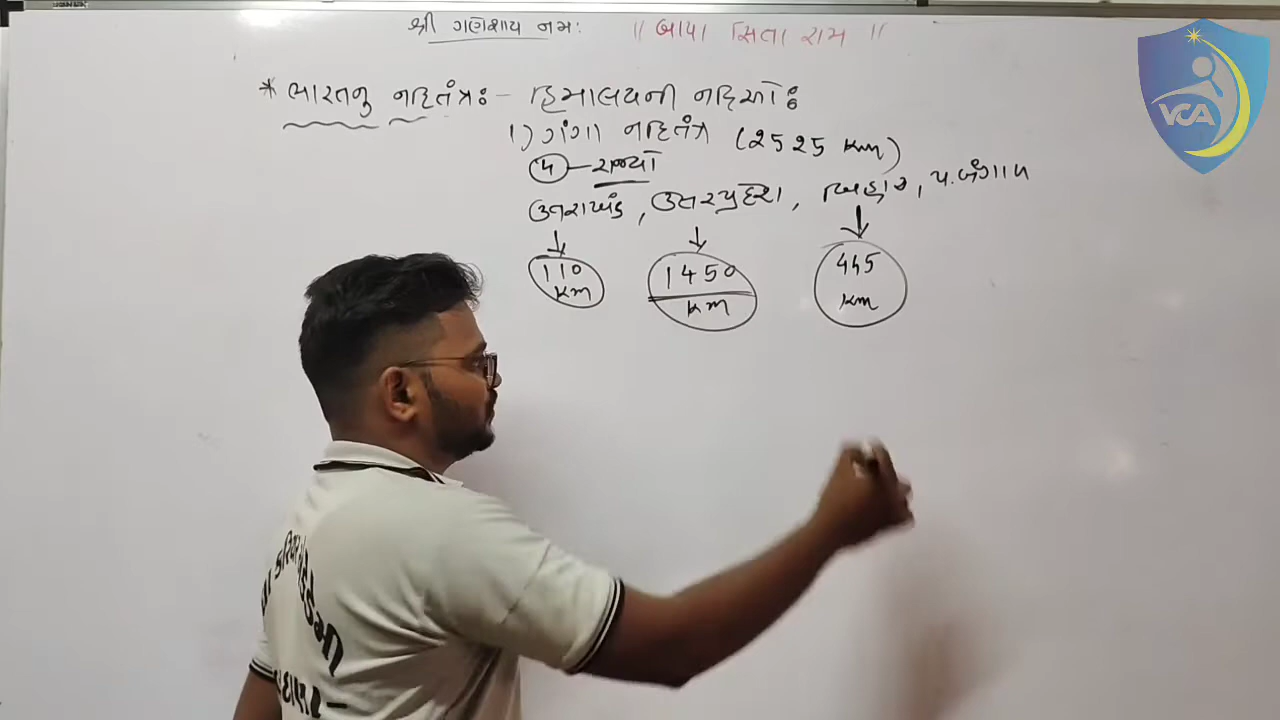 શ્રી ગણેશાય નમઃ
॥ બાપા સિતા રામ ॥
* ભારતનુ નદિતંત્રઃ - હિમાલયની નદિઓઃ
1) ગંગા નદિતંત્ર (2525 km)
5 - રાજ્યો
ઉત્તરાખંડ, ઉત્તરપ્રદેશ, બિહાર, પ.બંગાળ
110 km
1450 km
445 km
VCA